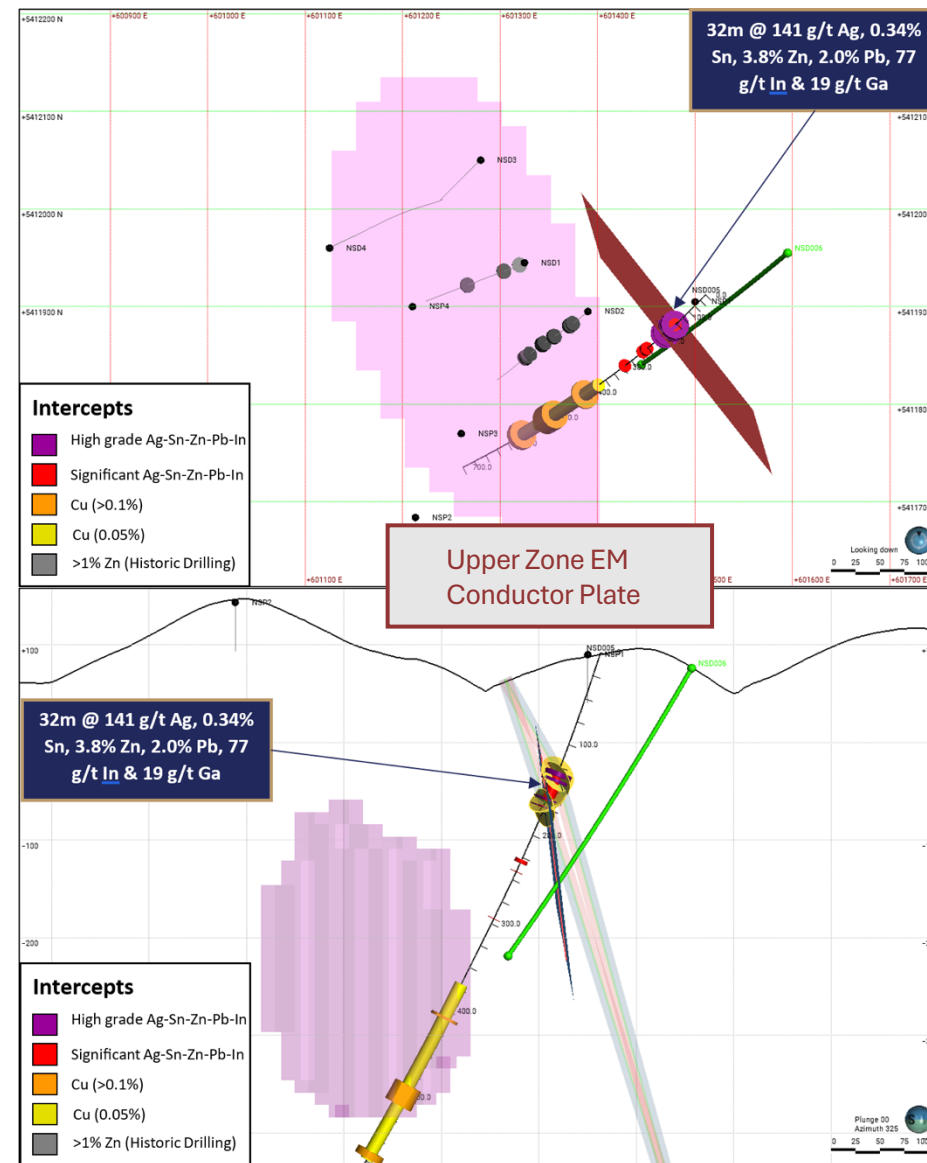 +5412200 N
+600900 E
+601000 E
+601100 E
+601200 E
+601300 E
+601400 E
32m @ 141 g/t Ag, 0.34%
Sn, 3.8% Zn, 2.0% Pb, 77
g/t In & 19 g/t Ga
+5412100 N
NSD3
+5412000 N
NSD4
NSD1
NSD006
NSP4
NSD005
+5411900 N
NSD2
Intercepts
High grade Ag-Sn-Zn-Pb-In
Significant Ag-Sn-Zn-Pb-In
Cu (>0.1%)
Cu (0.05%)
>1% Zn (Historic Drilling)
NSP3
700.0
NSP2
Upper Zone EM
Conductor Plate
Looking down
0 25 50 75 100
+601100 E
+601600 E
+601700 E
NSP2
+100
NSD005
NSP1
NSD006
32m @ 141 g/t Ag, 0.34%
Sn, 3.8% Zn, 2.0% Pb, 77
g/t In & 19 g/t Ga
100.0
-100
300.0
-200
400.0
Intercepts
High grade Ag-Sn-Zn-Pb-In
Significant Ag-Sn-Zn-Pb-In
Cu (>0.1%)
Cu (0.05%)
>1% Zn (Historic Drilling)
Plunge 00
Azimuth 325
S
0 25 50 75 100